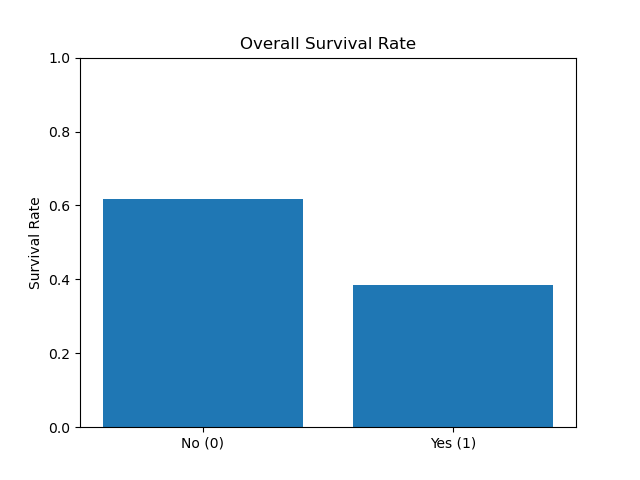 Overall Survival Rate
Survival Rate
1.0
0.8
0.6
0.4
0.2
0.0
No (0)
Yes (1)